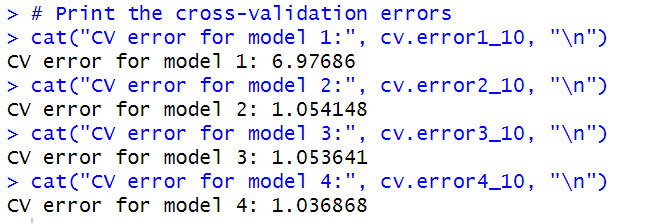 > # Print the cross-validation errors
> cat("CV error for model 1:", cv.error1_10, "\n")
CV error for model 1: 6.97686
> cat("CV error for model 2:", cv.error2_10, "\n")
CV error for model 2: 1.054148
> cat("CV error for model 3:", cv.error3_10, "\n")
CV error for model 3: 1.053641
> cat("CV error for model 4:", cv.error4_10, "\n")
CV error for model 4: 1.036868